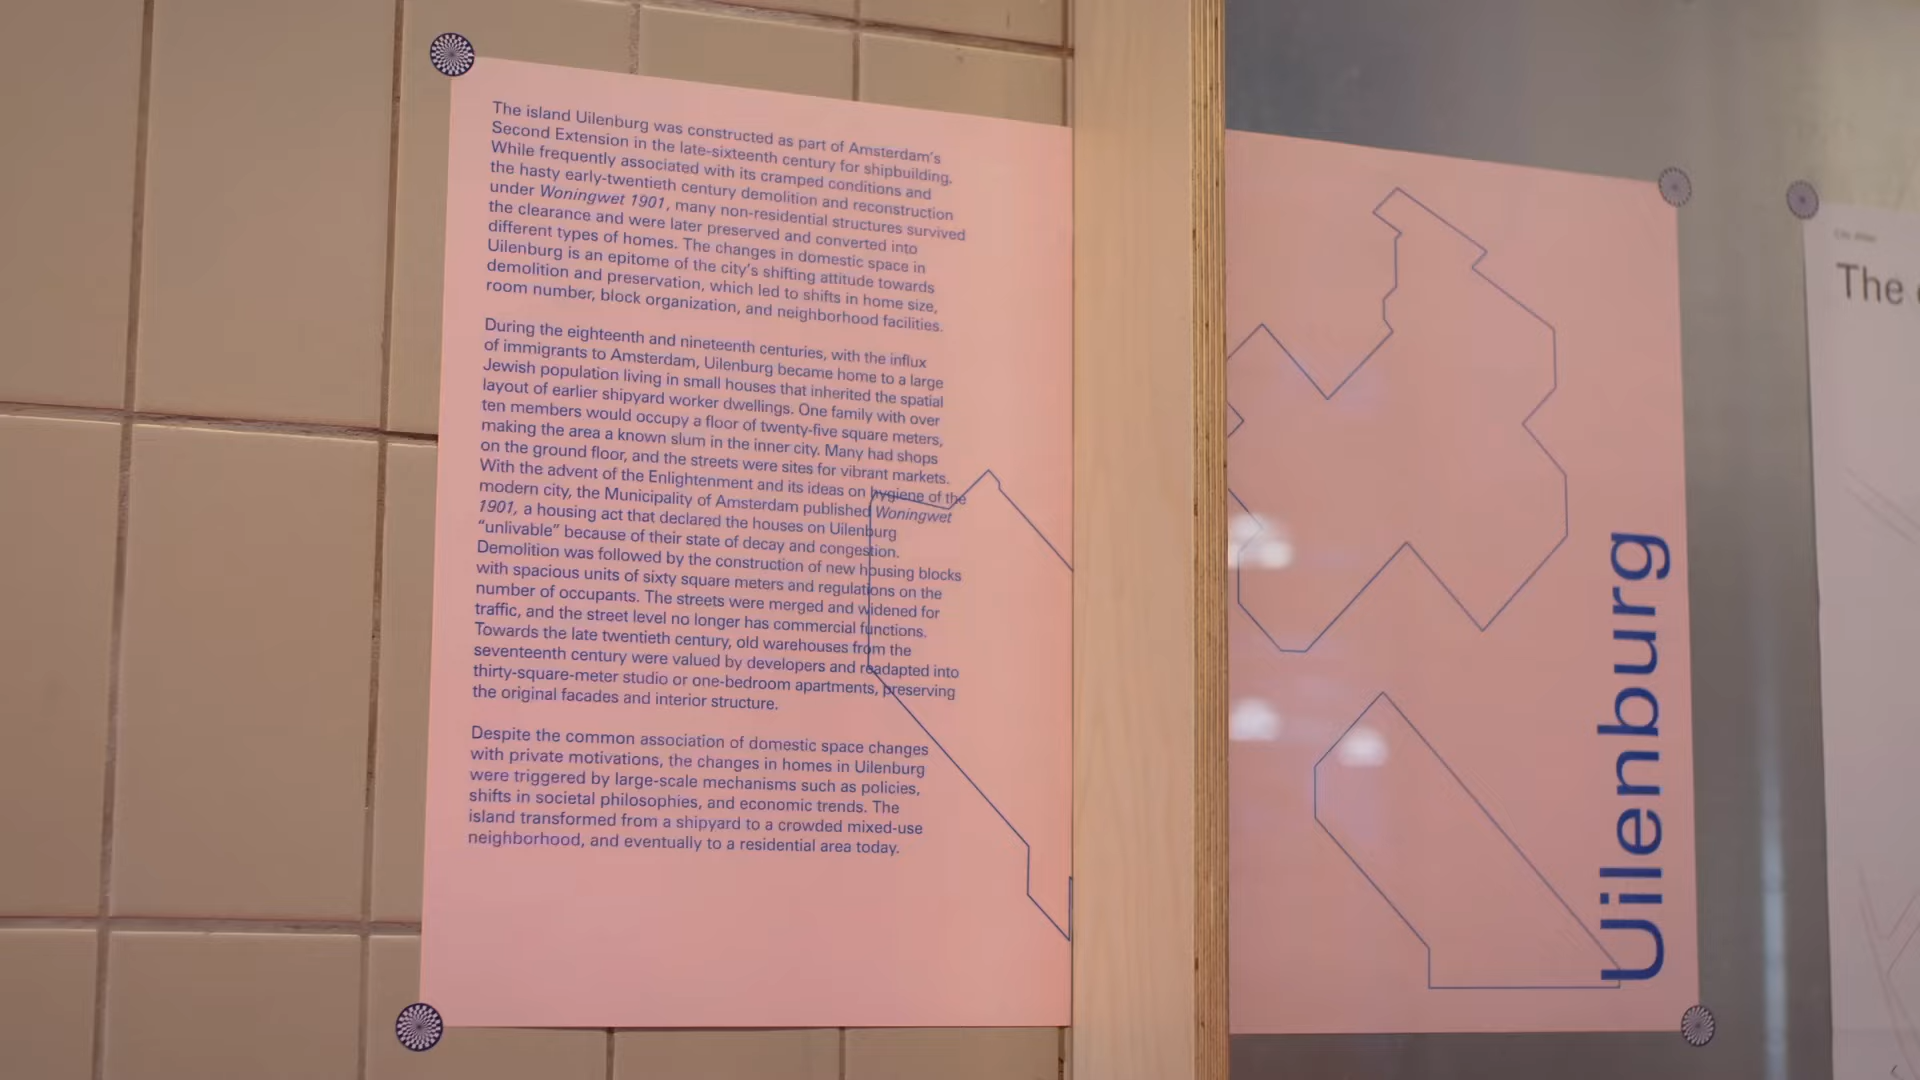 The island Uilenburg was constructed as part of Amsterdam's
Second Extension in the late-sixteenth century for shipbuilding.
While frequently associated with its cramped conditions and
the hasty early-twentieth century demolition and reconstruction
under Woningwet 1901, many non-residential structures survived
the clearance and were later preserved and converted into
different types of homes. The changes in domestic space in
Uilenburg is an epitome of the city's shifting attitude towards
demolition and preservation, which led to shifts in home size,
room number, block organization, and neighborhood facilities.
During the eighteenth and nineteenth centuries, with the influx
of immigrants to Amsterdam, Uilenburg became home to a large
Jewish population living in small houses that inherited the spatial
layout of earlier shipyard worker dwellings. One family with over
ten members would occupy a floor of twenty-five square meters,
making the area a known slum in the inner city. Many had shops
on the ground floor, and the streets were sites for vibrant markets.
With the advent of the Enlightenment and its ideas on hygiene of the
modern city, the Municipality of Amsterdam published Woningwet
1901, a housing act that declared the houses on Uilenburg
“unlivable” because of their state of decay and congestion.
Demolition was followed by the construction of new housing blocks
with spacious units of sixty square meters and regulations on the
number of occupants. The streets were merged and widened for
traffic, and the street level no longer has commercial functions.
Towards the late twentieth century, old warehouses from the
seventeenth century were valued by developers and readapted into
thirty-square-meter studio or one-bedroom apartments, preserving
the original facades and interior structure.
Despite the common association of domestic space changes
with private motivations, the changes in homes in Uilenburg
were triggered by large-scale mechanisms such as policies,
shifts in societal philosophies, and economic trends. The
island transformed from a shipyard to a crowded mixed-use
neighborhood, and eventually to a residential area today.
Uilenburg
The